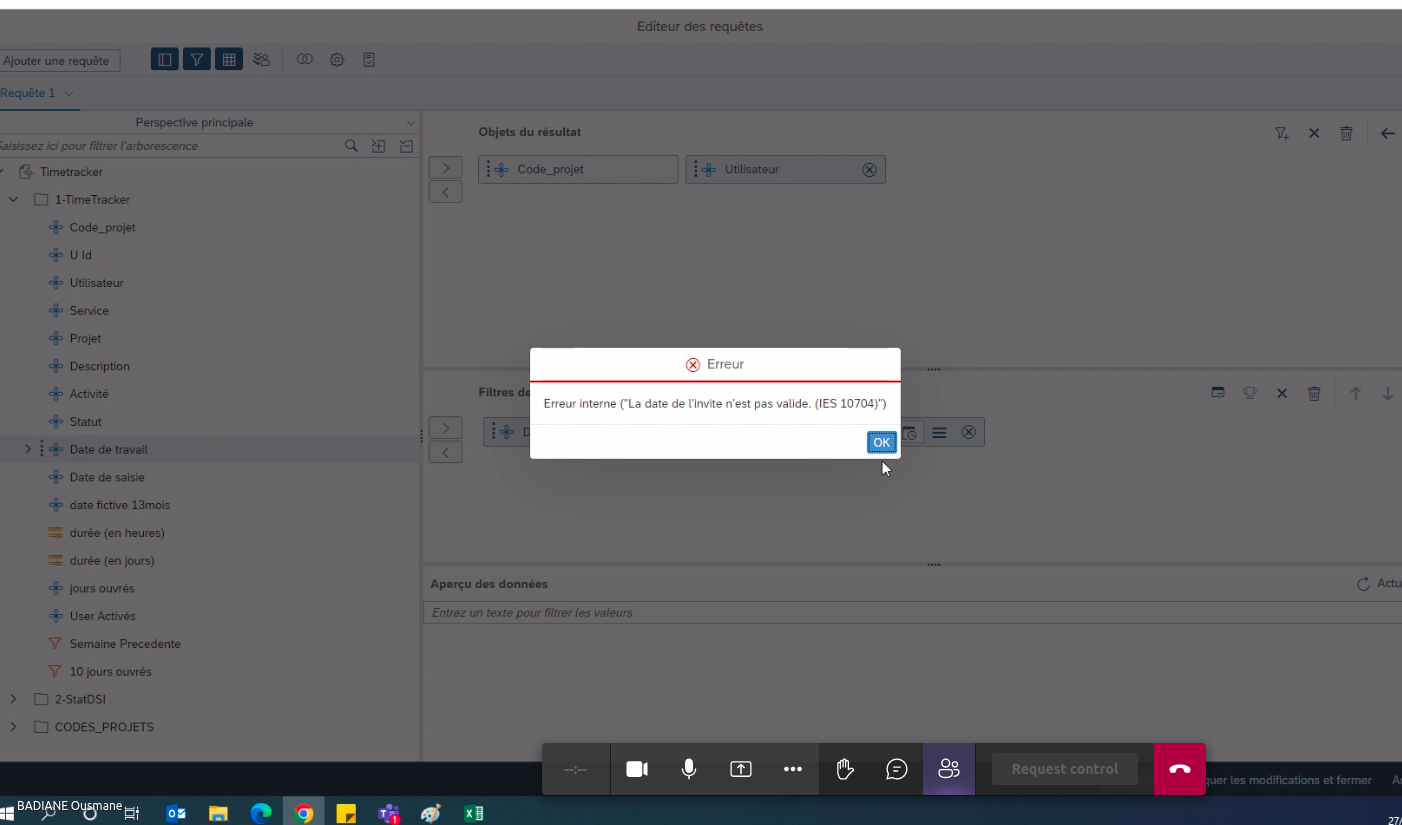 Editeur des requêtes
Ajouter une requête
Requête 1
Perspective principale
Saisissez ici pour filtrer l'arborescence
Timetracker
1-TimeTracker
Code_projet
U Id
Utilisateur
Service
Projet
Description
Activité
Statut
Date de travail
Date de saisie
date fictive 13mois
durée (en heures)
durée (en jours)
jours ouvrés
User Activés
Semaine Precedente
10 jours ouvrés
2-StatDSI
CODES_PROJETS
Objets du résultat
Code_projet
Utilisateur
Filtres de
D
Erreur
Erreur interne ("La date de l'invite n'est pas valide. (IES 10704)")
OK
Aperçu des données
Actu
Entrez un texte pour filtrer les valeurs
--:--
Request control
quer les modifications et fermer
BADIANE Ousmane
1
27/